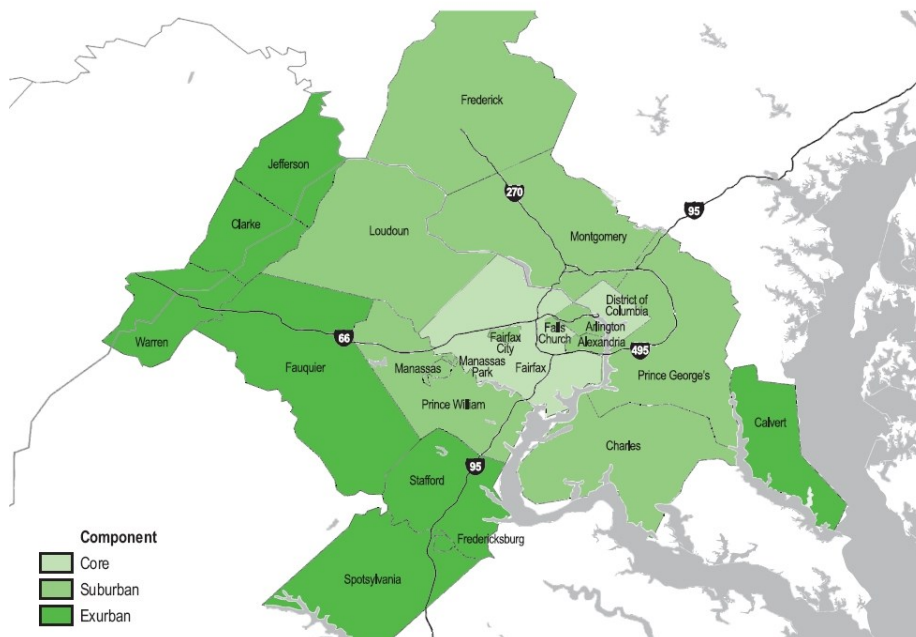 Frederick
Jefferson
270
95
Clarke
Loudoun
Montgomery
District of
Columbia
Falls
Church
Arlington
Alexandria
Fairfax
City
66
495
Warren
Fauquier
Manassas
Manassas
Park
Fairfax
Prince George's
Prince William
Calvert
Charles
95
Stafford
Fredericksburg
Spotsylvania
Component
Core
Suburban
Exurban